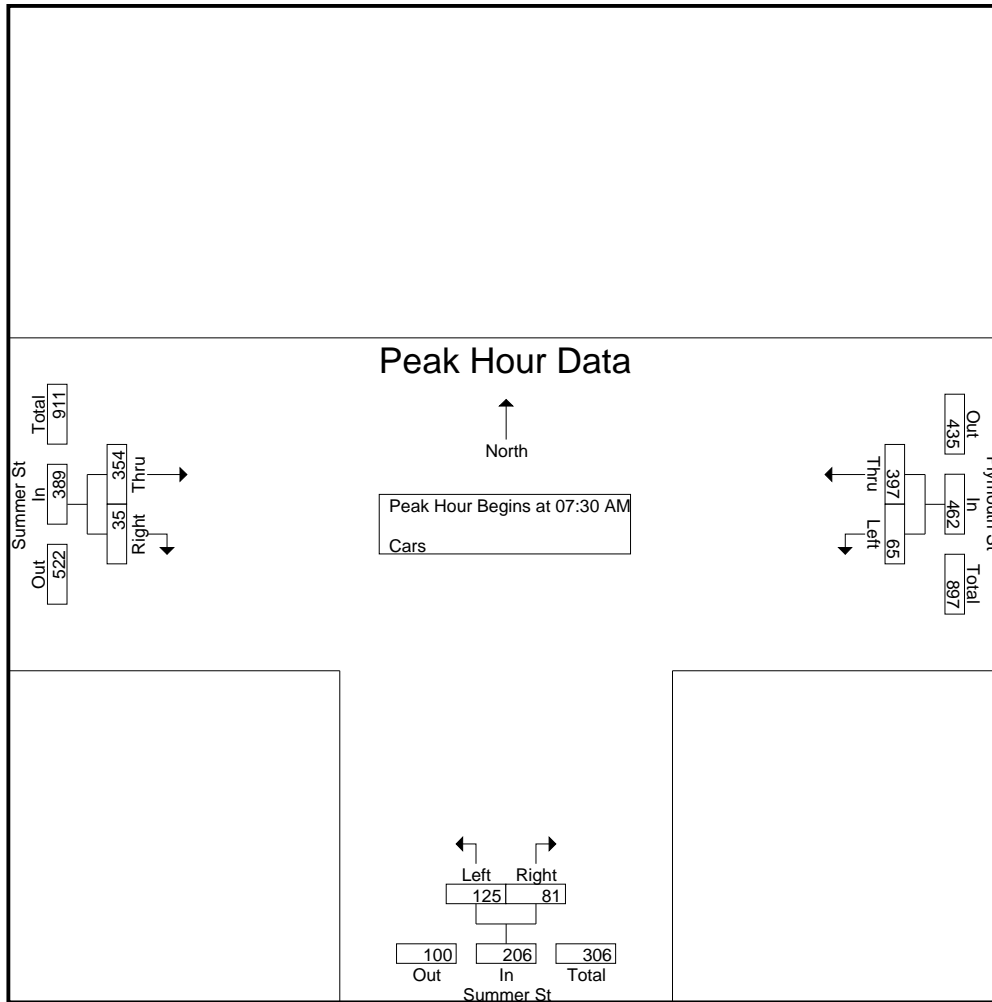 Peak Hour Data
North
Peak Hour Begins at 07:30 AM
Cars
Summer St
Total
911
In
389
Out
522
354
Thru
35
Right
Out
435
In
462
Total
897
397
Thru
65
Left
Left
Right
125
81
100
206
306
Out
In
Total
Summer St